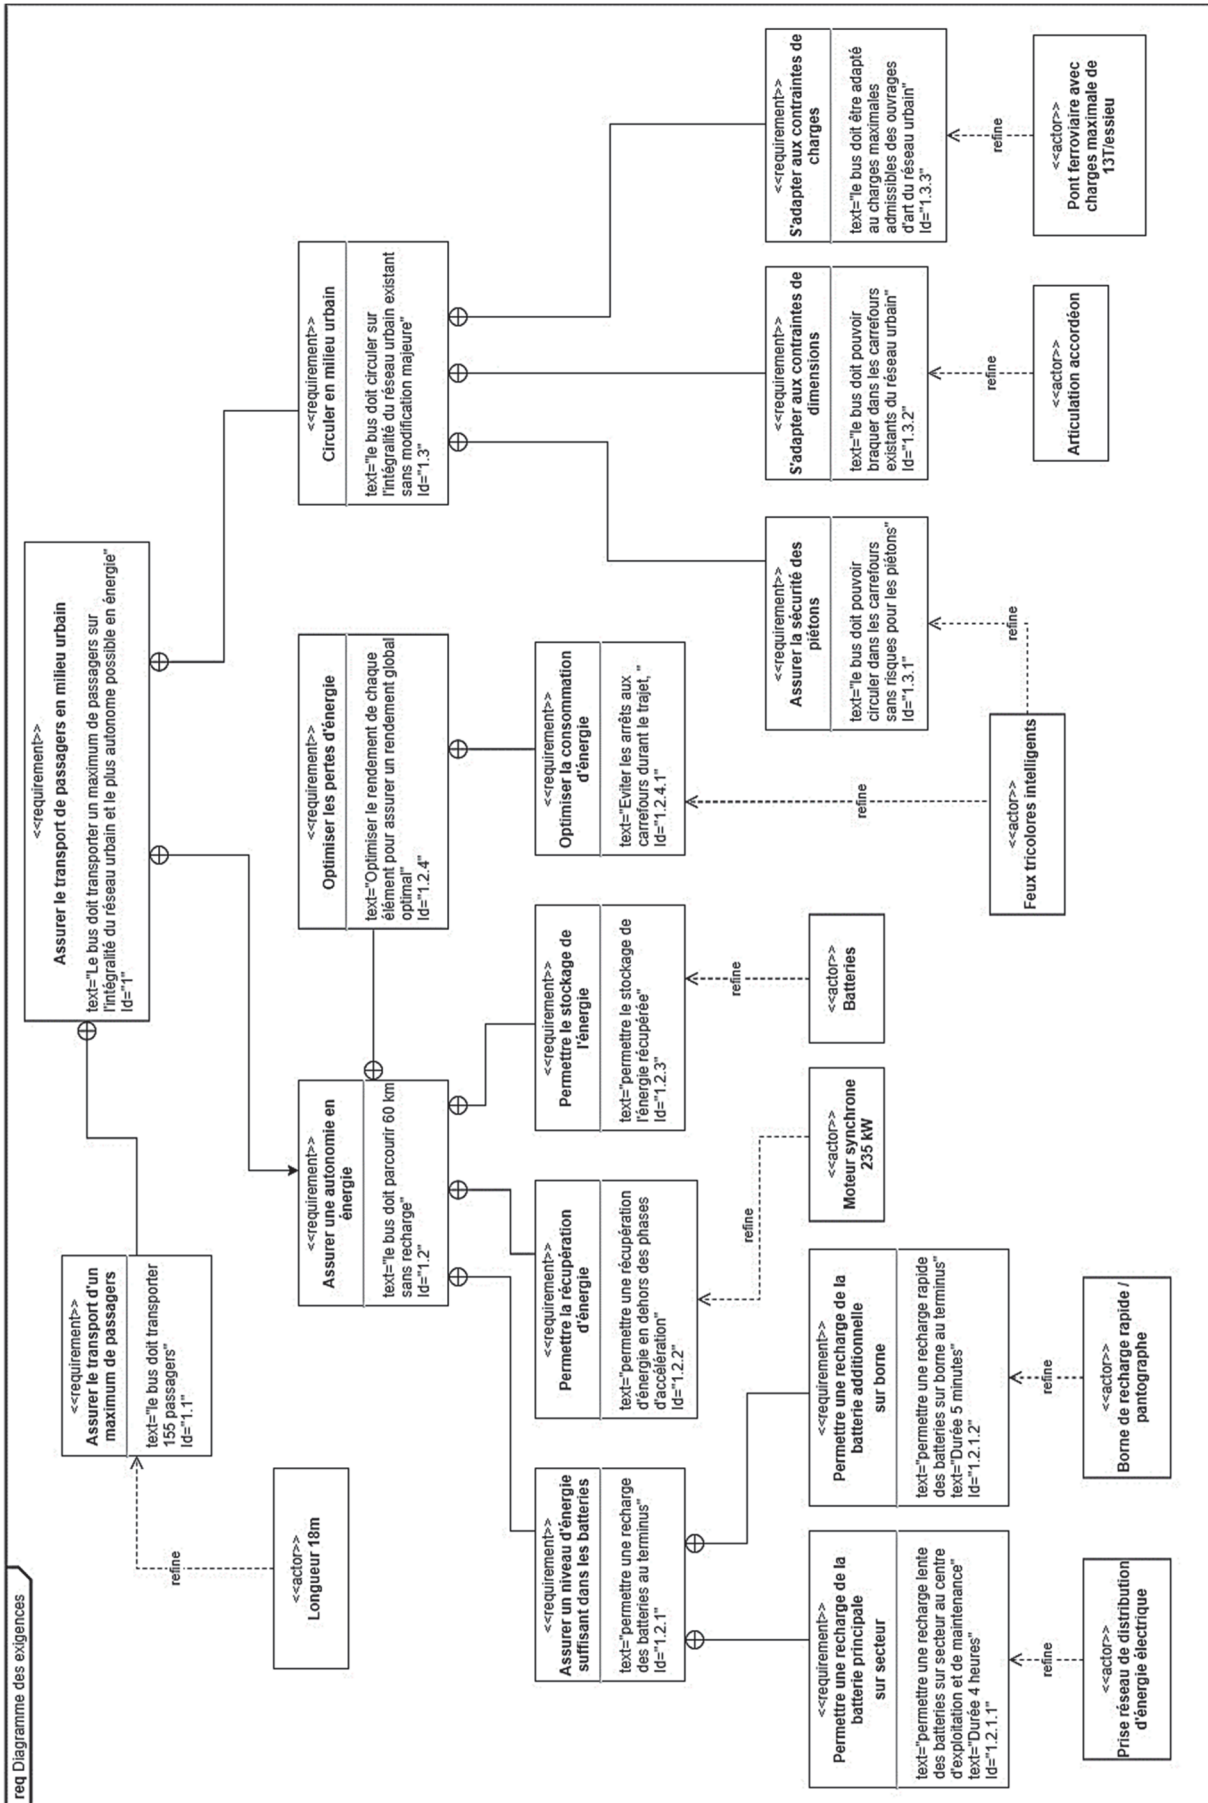 req Diagramme des exigences
<<requirement>>
Assurer le transport de passagers en milieu urbain
text="Le bus doit transporter un maximum de passagers sur
l'intégralité du réseau urbain et le plus autonome possible en énergie"
Id="1"
<<requirement>>
Assurer le transport d'un
maximum de passagers
text="le bus doit transporter
155 passagers"
Id="1.1"
refine
<<actor>>
Longueur 18m
<<requirement>>
Assurer une autonomie en
énergie
text="le bus doit parcourir 60 km
sans recharge"
Id="1.2"
<<requirement>>
Optimiser les pertes d'énergie
text="Optimiser le rendement de chaque
élément pour assurer un rendement global
optimal"
Id="1.2.4"
<<requirement>>
Circuler en milieu urbain
text="le bus doit circuler sur
l'intégralité du réseau urbain existant
sans modification majeure"
Id="1.3"
<<requirement>>
Assurer un niveau d'énergie
suffisant dans les batteries
text="permettre une recharge
des batteries au terminus"
Id="1.2.1"
<<requirement>>
Permettre la récupération
d'énergie
text="permettre une récupération
d'énergie en dehors des phases
d'accélération"
Id="1.2.2"
<<requirement>>
Permettre le stockage de
l'énergie
text="permettre le stockage de
l'énergie récupérée"
Id="1.2.3"
<<requirement>>
Optimiser la consommation
d'énergie
text="Eviter les arrêts aux
carrefours durant le trajet, "
Id="1.2.4.1"
<<requirement>>
Assurer la sécurité des
piétons
text="le bus doit pouvoir
circuler dans les carrefours
sans risques pour les piétons"
Id="1.3.1"
<<requirement>>
S'adapter aux contraintes de
dimensions
text="le bus doit pouvoir
braquer dans les carrefours
existants du réseau urbain"
Id="1.3.2"
<<requirement>>
S'adapter aux contraintes de
charges
text="le bus doit être adapté
au charges maximales
admissibles des ouvrages
d'art du réseau urbain"
Id="1.3.3"
<<requirement>>
Permettre une recharge de la
batterie principale
sur secteur
text="permettre une recharge lente
des batteries sur secteur au centre
d'exploitation et de maintenance"
text="Durée 4 heures"
Id="1.2.1.1"
<<requirement>>
Permettre une recharge de la
batterie additionnelle
sur borne
text="permettre une recharge rapide
des batteries sur borne au terminus"
text="Durée 5 minutes"
Id="1.2.1.2"
refine
<<actor>>
Moteur synchrone
235 kW
refine
<<actor>>
Batteries
refine
refine
<<actor>>
Feux tricolores intelligents
refine
<<actor>>
Articulation accordéon
refine
<<actor>>
Pont ferroviaire avec
charges maximale de
13T/essieu
refine
<<actor>>
Prise réseau de distribution
d'énergie électrique
refine
<<actor>>
Borne de recharge rapide /
pantographe